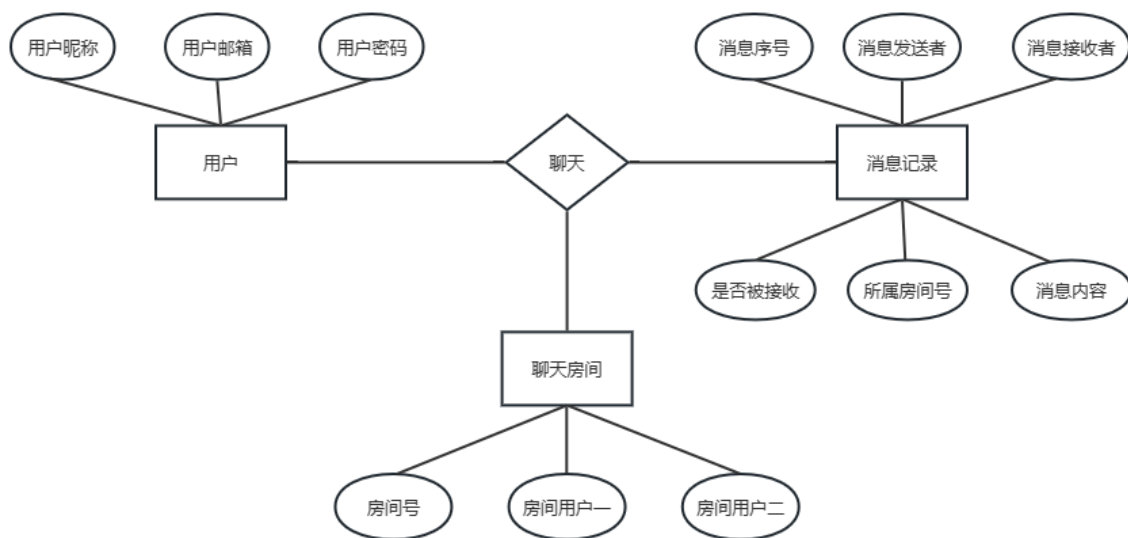 用户昵称
用户邮箱
用户密码
消息序号
消息发送者
消息接收者
用户
聊天
消息记录
是否被接收
所属房间号
消息内容
聊天房间
房间号
房间用户一
房间用户二